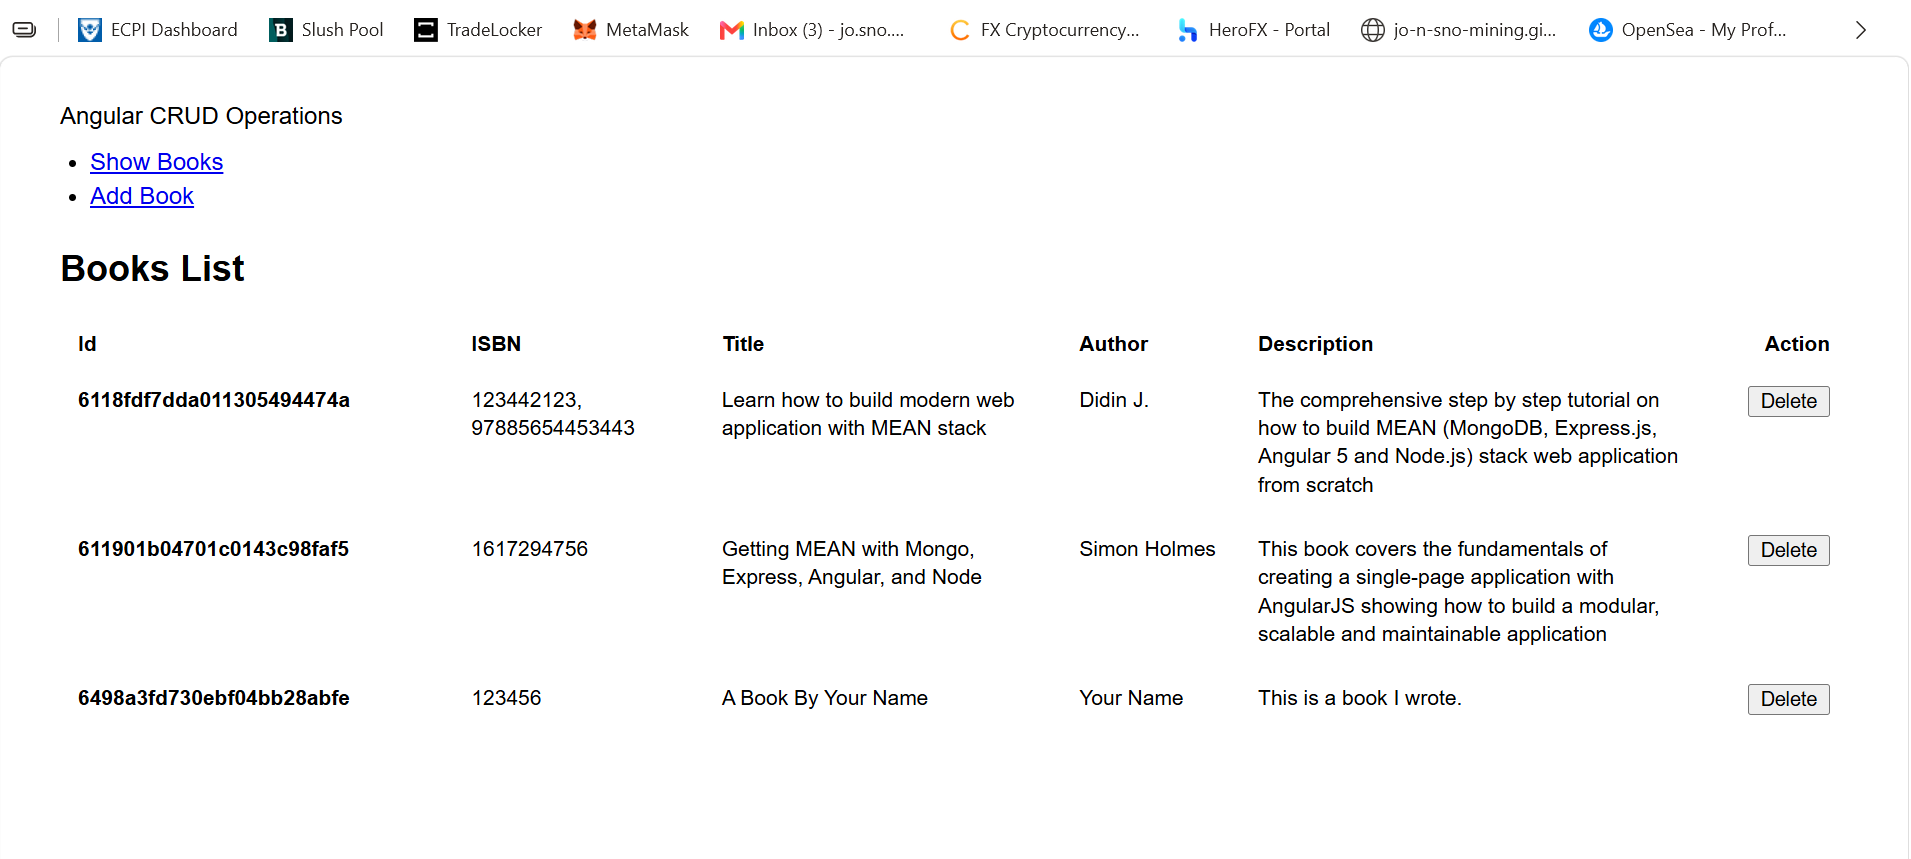 ECPI Dashboard Slush Pool TradeLocker MetaMask Inbox (3) - jo.sno.... FX Cryptocurrency... HeroFX - Portal jo-n-sno-mining.gi... OpenSea - My Prof...
Angular CRUD Operations
Show Books
Add Book
Books List
Id ISBN Title Author Description Action
6118fdf7dda011305494474a 123442123, Learn how to build modern web Didin J. The comprehensive step by step tutorial on Delete
97885654453443 application with MEAN stack how to build MEAN (MongoDB, Express.js,
Angular 5 and Node.js) stack web application
from scratch
611901b04701c0143c98faf5 1617294756 Getting MEAN with Mongo, Simon Holmes This book covers the fundamentals of Delete
Express, Angular, and Node creating a single-page application with
AngularJS showing how to build a modular,
scalable and maintainable application
6498a3fd730ebf04bb28abfe 123456 A Book By Your Name Your Name This is a book I wrote. Delete